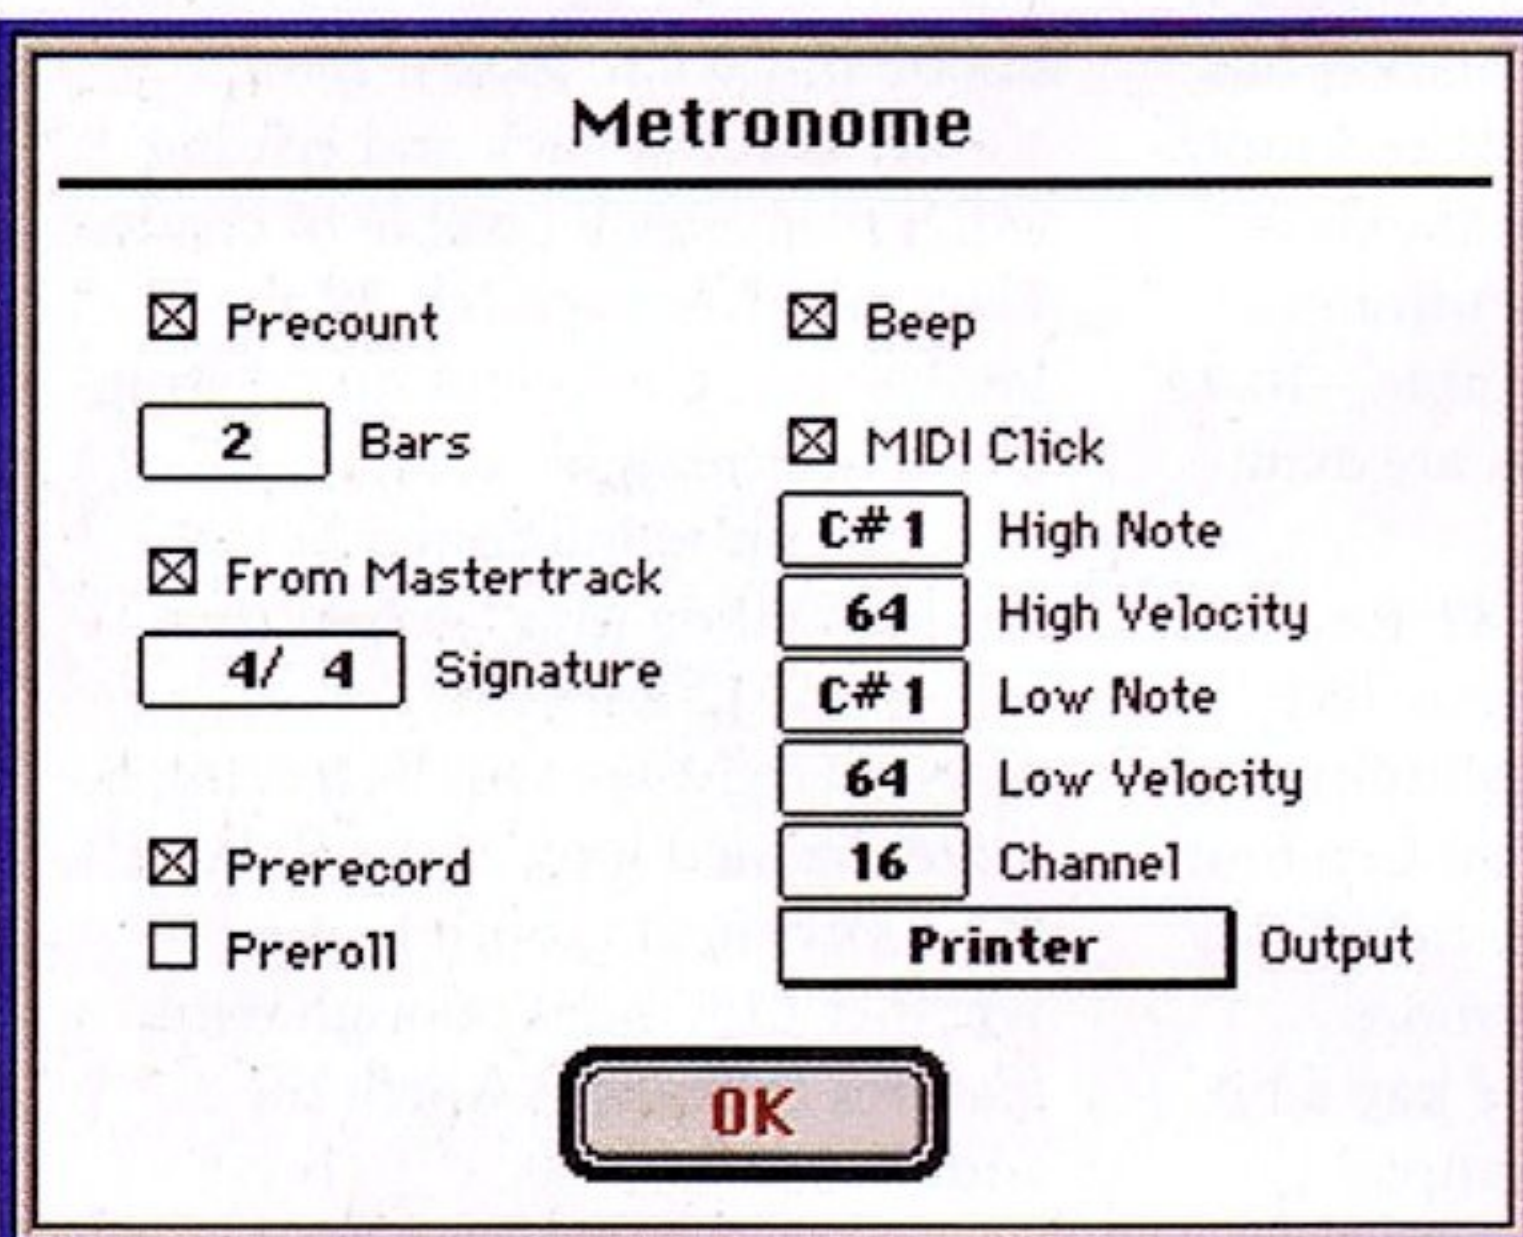 Metronome
Precount
2 Bars
From Mastertrack
4/ 4 Signature
Prerecord
Preroll
Beep
MIDI Click
C#1 High Note
64 High Velocity
C#1 Low Note
64 Low Velocity
16 Channel
Printer Output
OK